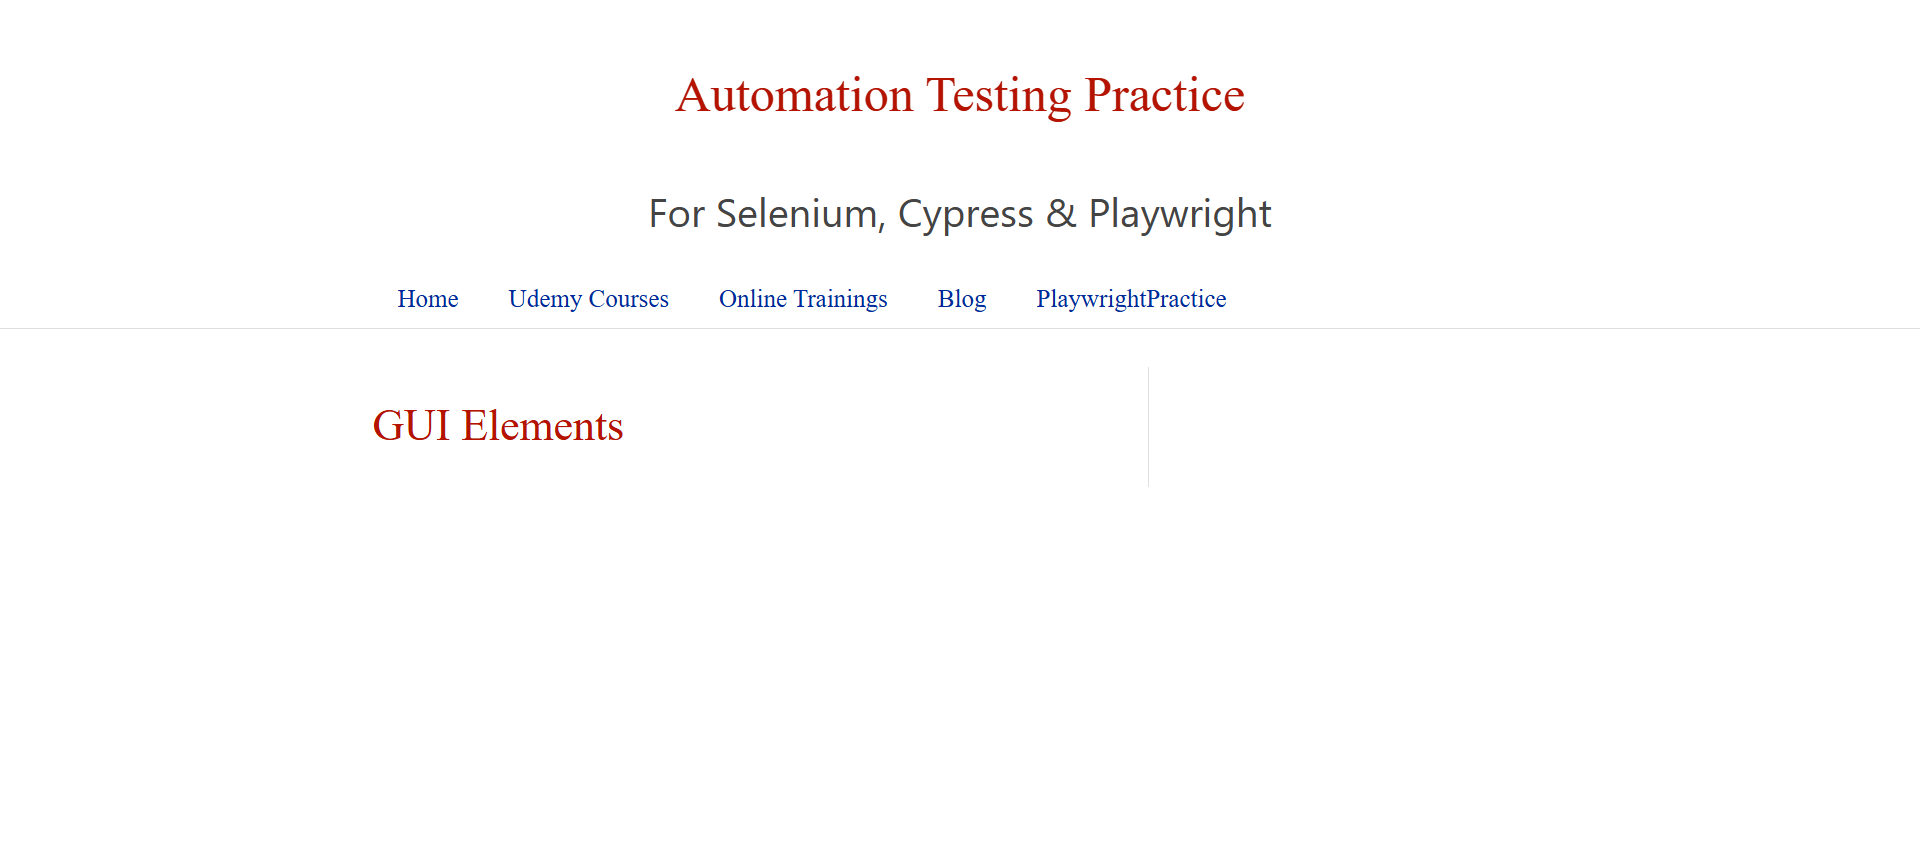 Automation Testing Practice
For Selenium, Cypress & Playwright
Home Udemy Courses Online Trainings Blog PlaywrightPractice
GUI Elements